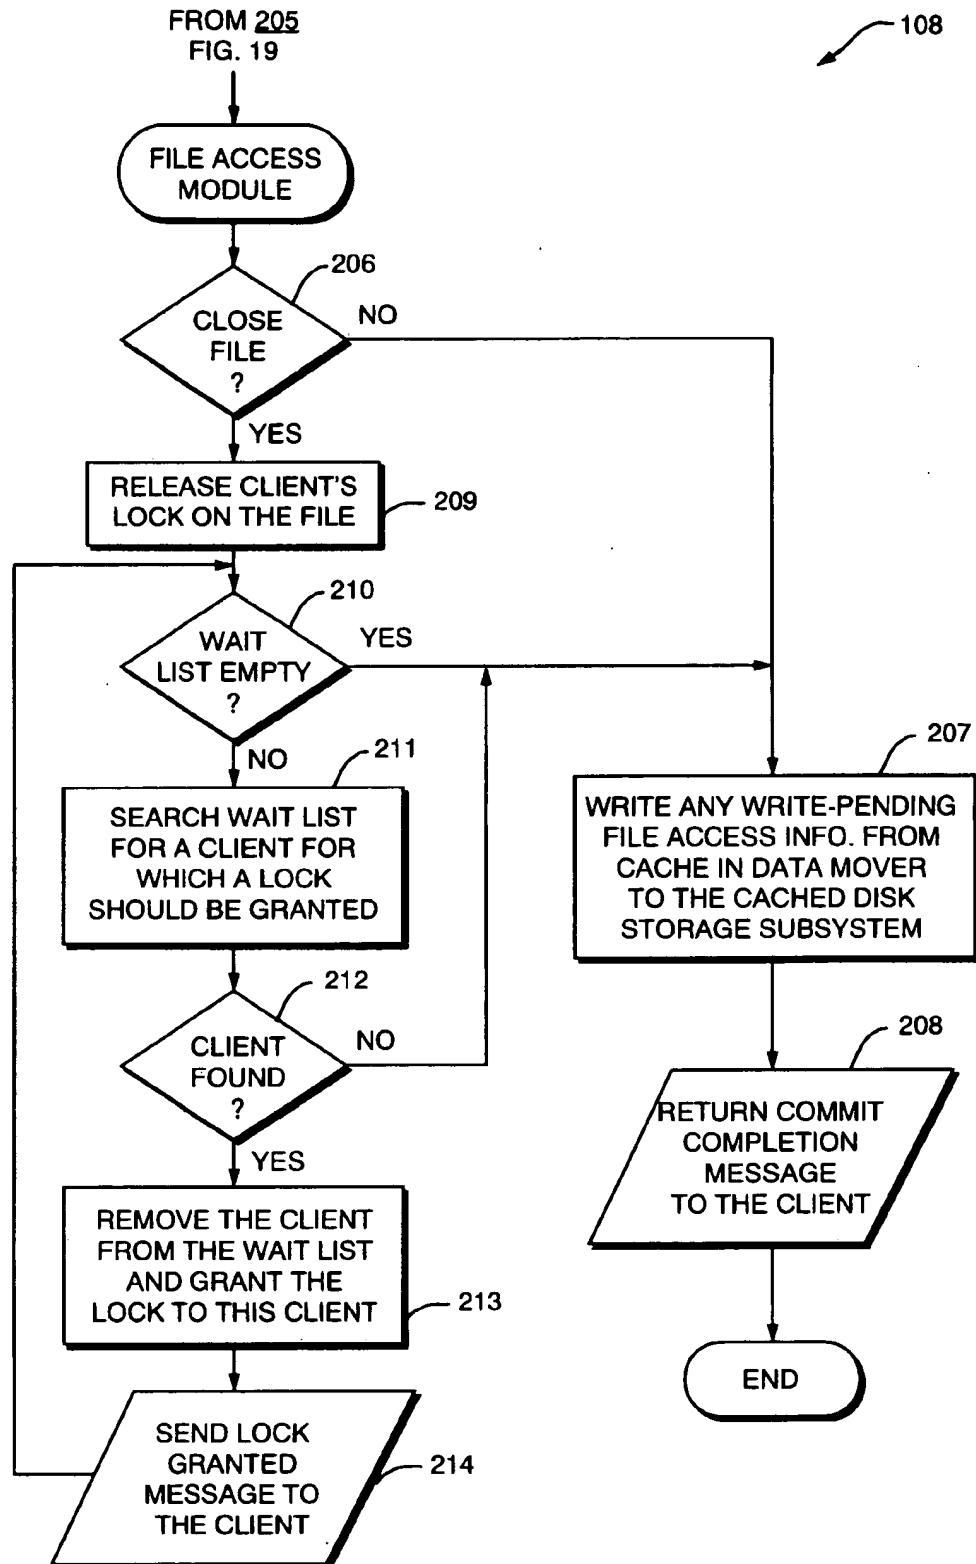 FROM 205
FIG. 19
108
FILE ACCESS
MODULE
206
CLOSE
FILE
?
NO
YES
RELEASE CLIENT'S
LOCK ON THE FILE
209
210
WAIT
LIST EMPTY
?
YES
NO
211
SEARCH WAIT LIST
FOR A CLIENT FOR
WHICH A LOCK
SHOULD BE GRANTED
212
CLIENT
FOUND
?
NO
YES
REMOVE THE CLIENT
FROM THE WAIT LIST
AND GRANT THE
LOCK TO THIS CLIENT
213
SEND LOCK
GRANTED
MESSAGE TO
THE CLIENT
214
207
WRITE ANY WRITE-PENDING
FILE ACCESS INFO. FROM
CACHE IN DATA MOVER
TO THE CACHED DISK
STORAGE SUBSYSTEM
208
RETURN COMMIT
COMPLETION
MESSAGE
TO THE CLIENT
END